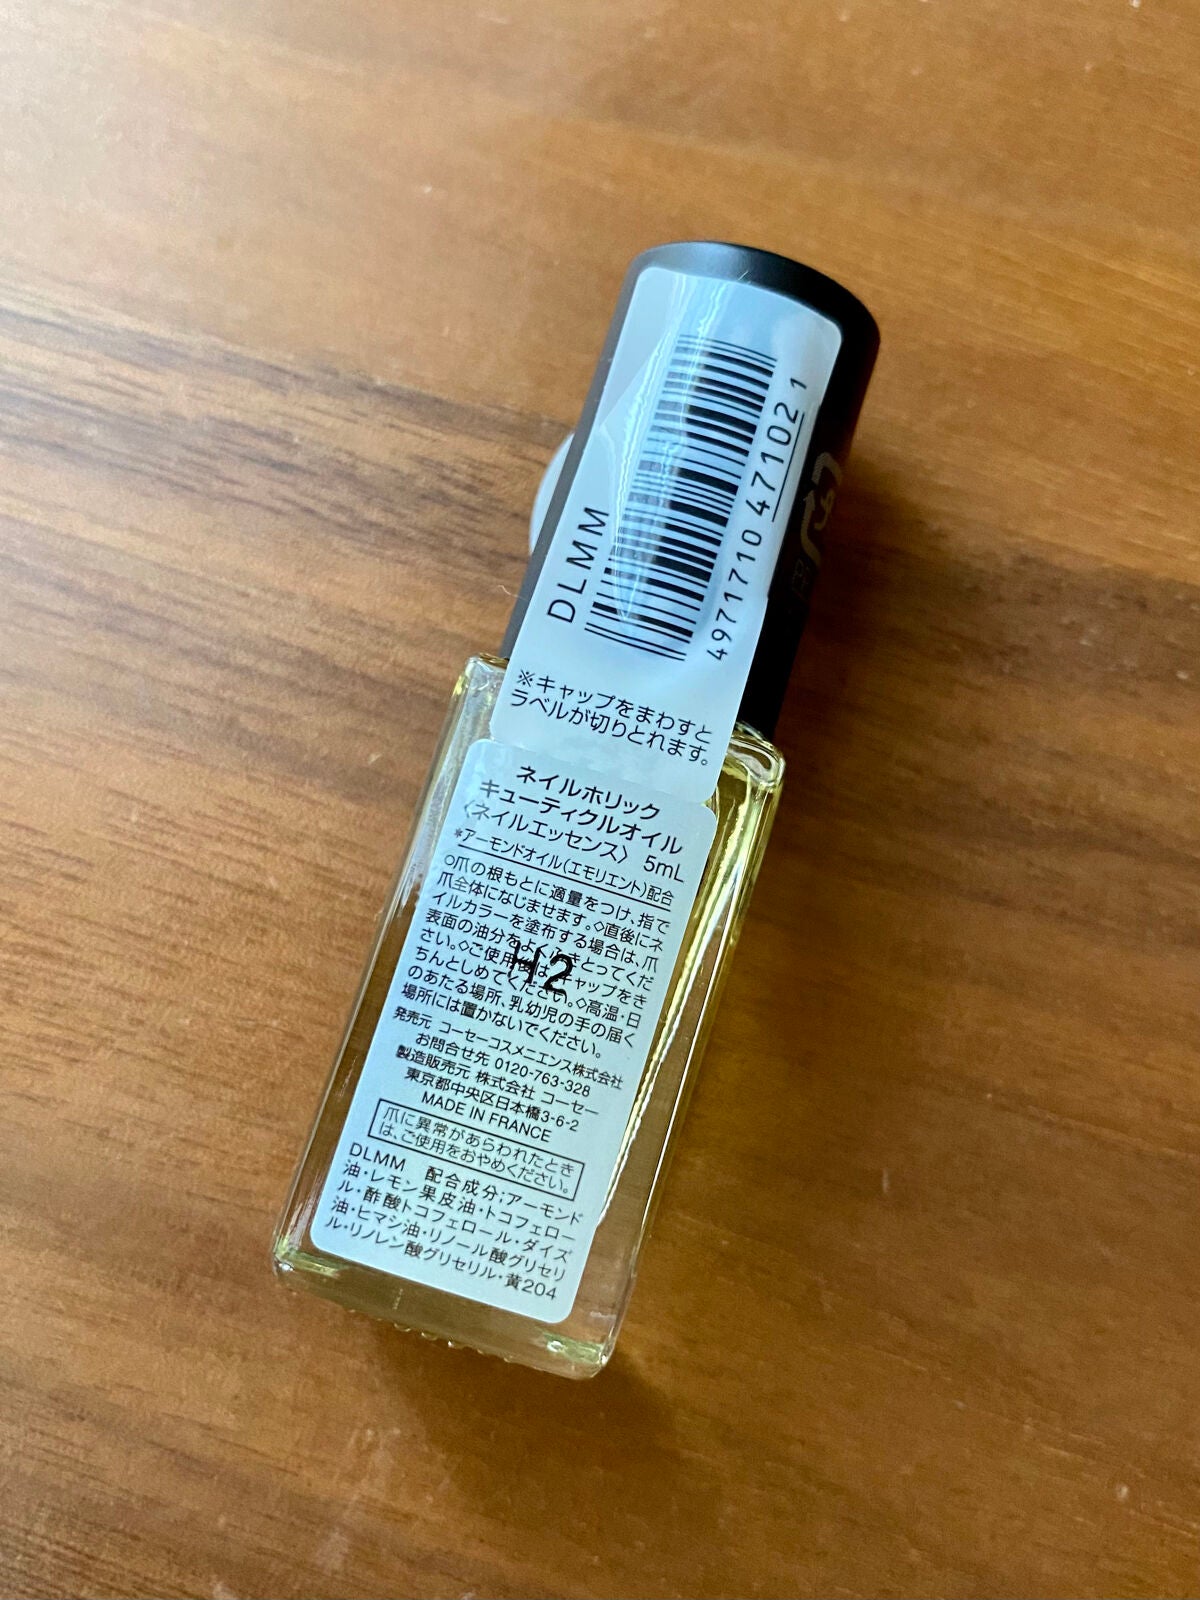 DLMM
4971710 471021
※キャップをまわすと
ラベルが切りとれます。
ネイルホリック
キューティクルオイル
〈ネイルエッセンス〉 5mL
*アーモンドオイル(エモリエント)配合
○爪の根もとに適量をつけ、指で
爪全体になじませます。◇直後にネ
イルカラーを塗布する場合は、爪
表面の油分をよくふきとってくだ
さい。◇ご使用後は、キャップをき
ちんとしめてください。◇高温・日
のあたる場所、乳幼児の手の届く
場所には置かないでください。
H2
発売元 コーセーコスメニエンス株式会社
お問合せ先 0120-763-328
製造販売元 株式会社 コーセー
東京都中央区日本橋3-6-2
MADE IN FRANCE
爪に異常があらわれたとき
は、ご使用をおやめください。
DLMM 配合成分;アーモンド
油・レモン果皮油・トコフェロー
ル・酢酸トコフェロール・ダイズ
油・ヒマシ油・リノール酸グリセリ
ル・リノレン酸グリセリル・黄204